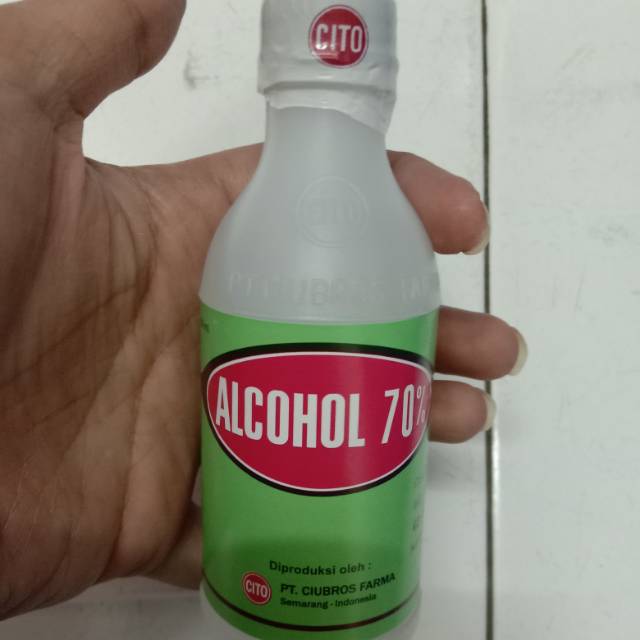 CITO
CITO
ALCOHOL 70%
Diproduksi oleh :
CITO PT. CIUBROS FARMA
Semarang - Indonesia